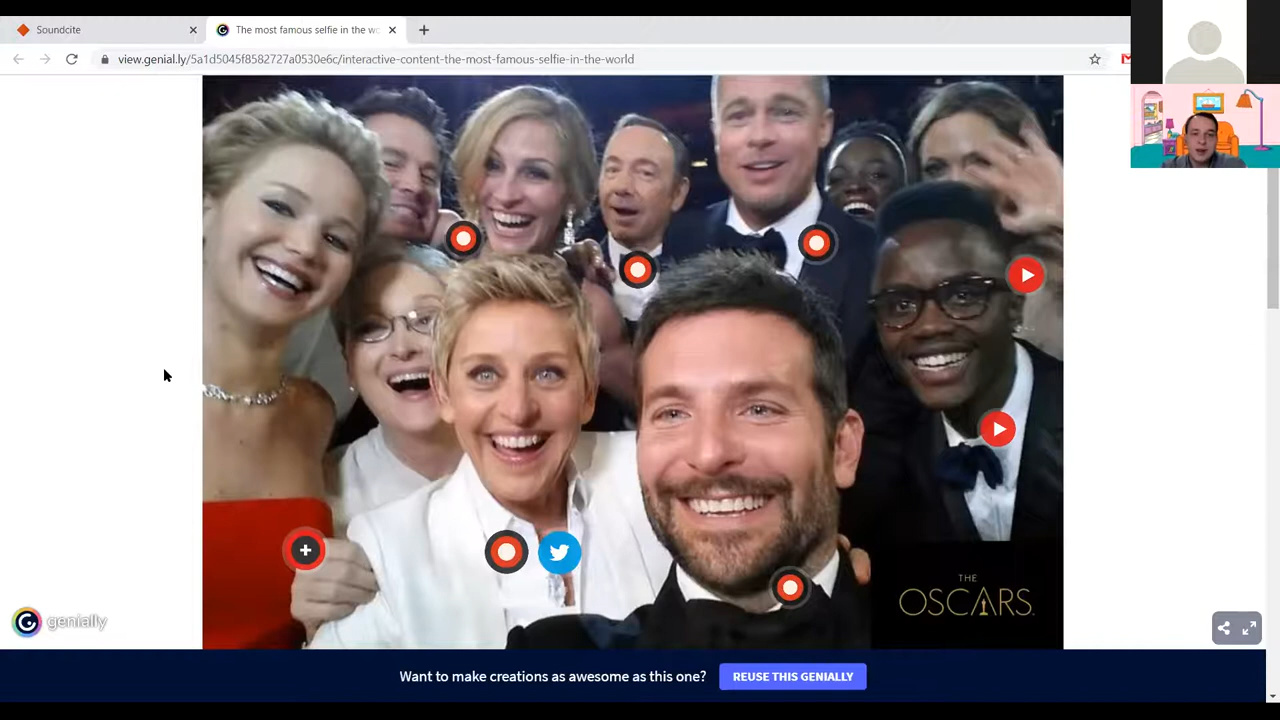 Soundcite
The most famous selfie in the wo
view.genial.ly/5a1d5045f8582727a0530e6c/interactive-content-the-most-famous-selfie-in-the-world
THE
OSCARS.
genially
Want to make creations as awesome as this one?
REUSE THIS GENIALLY